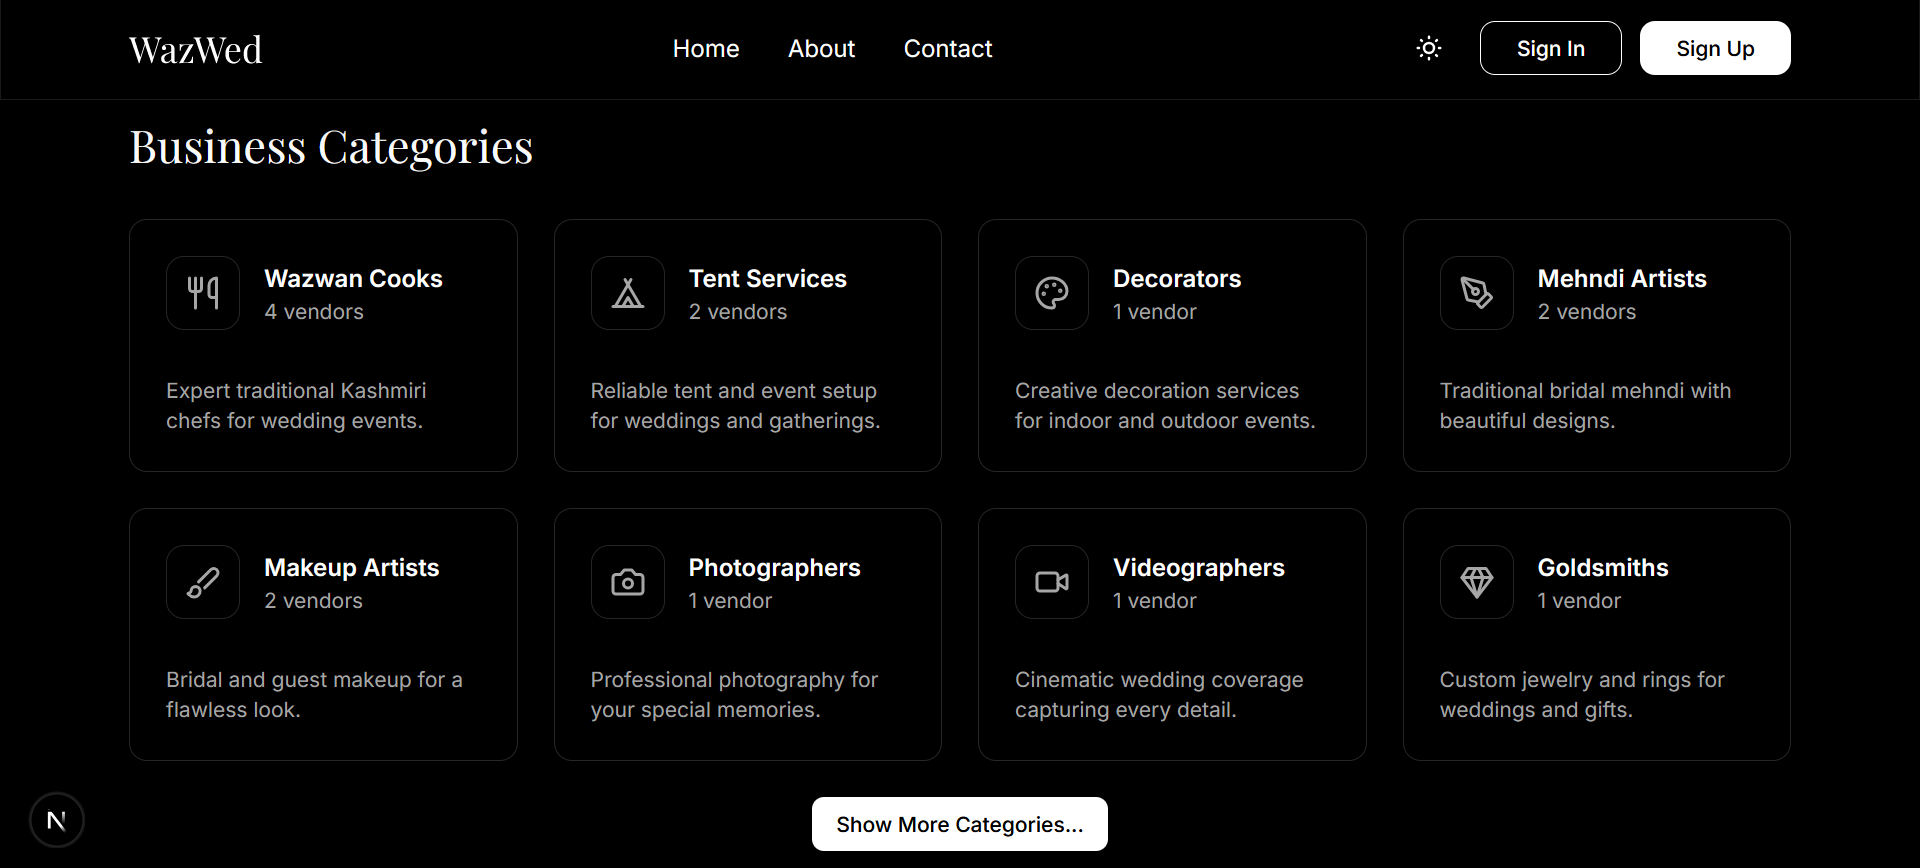 WazWed
Home
About
Contact
Sign In
Sign Up
Business Categories
Wazwan Cooks
4 vendors
Expert traditional Kashmiri
chefs for wedding events.
Tent Services
2 vendors
Reliable tent and event setup
for weddings and gatherings.
Decorators
1 vendor
Creative decoration services
for indoor and outdoor events.
Mehndi Artists
2 vendors
Traditional bridal mehndi with
beautiful designs.
Makeup Artists
2 vendors
Bridal and guest makeup for a
flawless look.
Photographers
1 vendor
Professional photography for
your special memories.
Videographers
1 vendor
Cinematic wedding coverage
capturing every detail.
Goldsmiths
1 vendor
Custom jewelry and rings for
weddings and gifts.
N
Show More Categories...